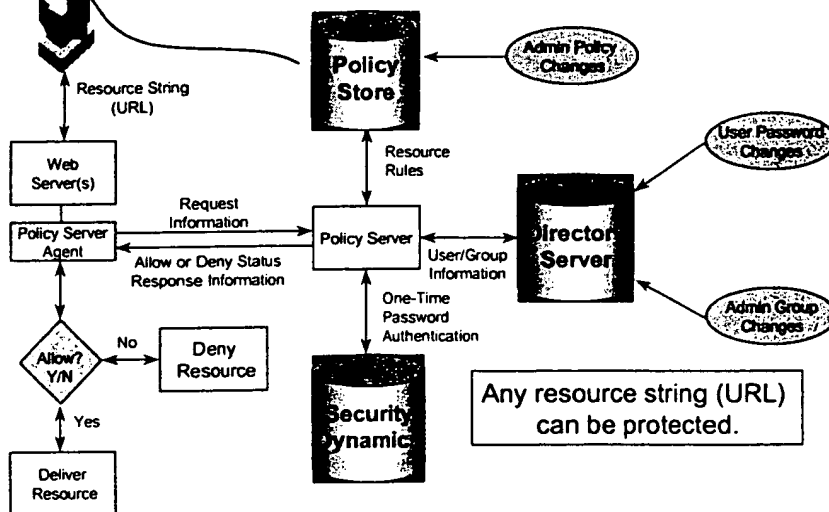 Policy
Store
Admin Policy
Changes
Resource String
(URL)
User Password
Changes
Web
Server(s)
Resource
Rules
Request
Information
Policy Server
Agent
Policy Server
Director
Server
Allow or Deny Status
Response Information
User/Group
Information
One-Time
Password
Authentication
Admin Group
Changes
Allow?
Y/N
No
Deny
Resource
Yes
Security
Dynamic
Any resource string (URL)
can be protected.
Deliver
Resource